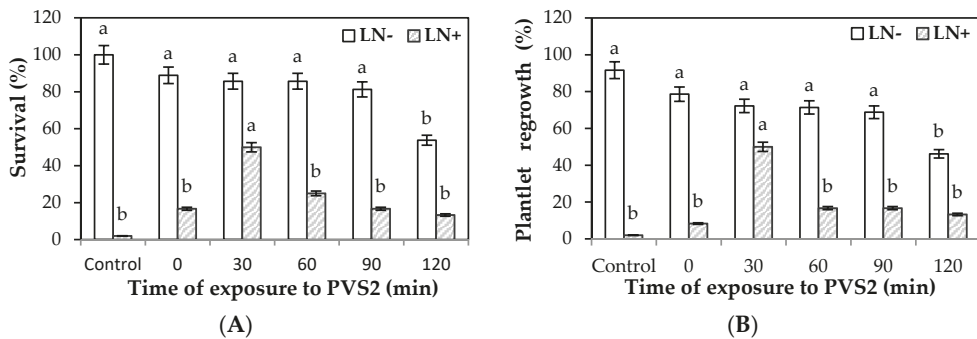 120
100
80
60
40
20
0
Survival (%)
LN- LN+
a
a
a
a
a
b
b
b
a
b
b
b
Control 0 30 60 90 120
Time of exposure to PVS2 (min)
(A)
120
100
80
60
40
20
0
Plantlet regrowth (%)
LN- LN+
a
a
a
a
a
b
b
b
a
b
b
b
Control 0 30 60 90 120
Time of exposure to PVS2 (min)
(B)